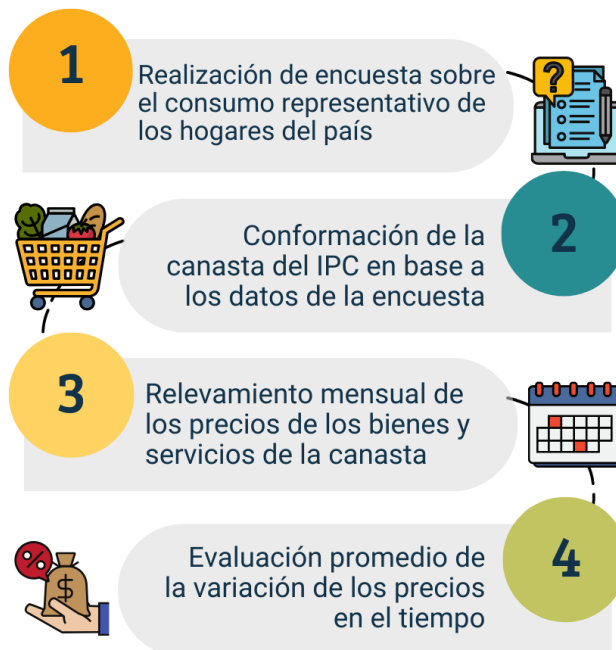 1
Realización de encuesta sobre
el consumo representativo de
los hogares del país
?
2
Conformación de la
canasta del IPC en base a
los datos de la encuesta
3
Relevamiento mensual de
los precios de los bienes y
servicios de la canasta
4
Evaluación promedio de
la variación de los precios
en el tiempo
%
$